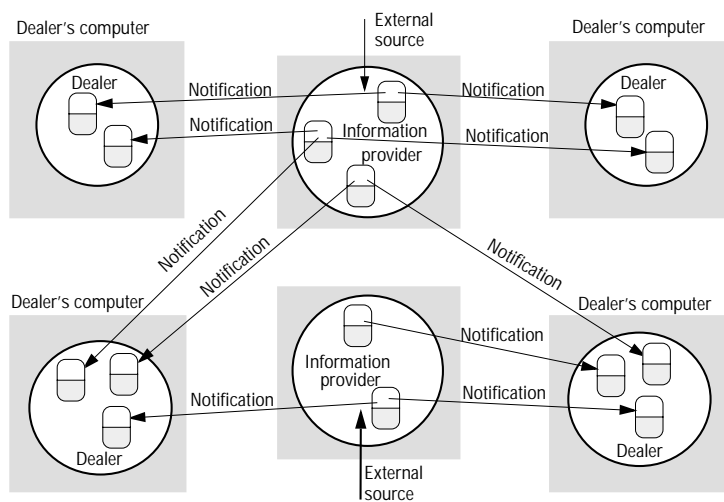 Dealer's computer
External
source
Dealer's computer
Dealer
Notification
Notification
Dealer
Notification
Information
provider
Notification
Notification
Notification
Notification
Dealer's computer
Dealer's computer
Notification
Information
provider
Notification
Notification
Dealer
Dealer
External
source